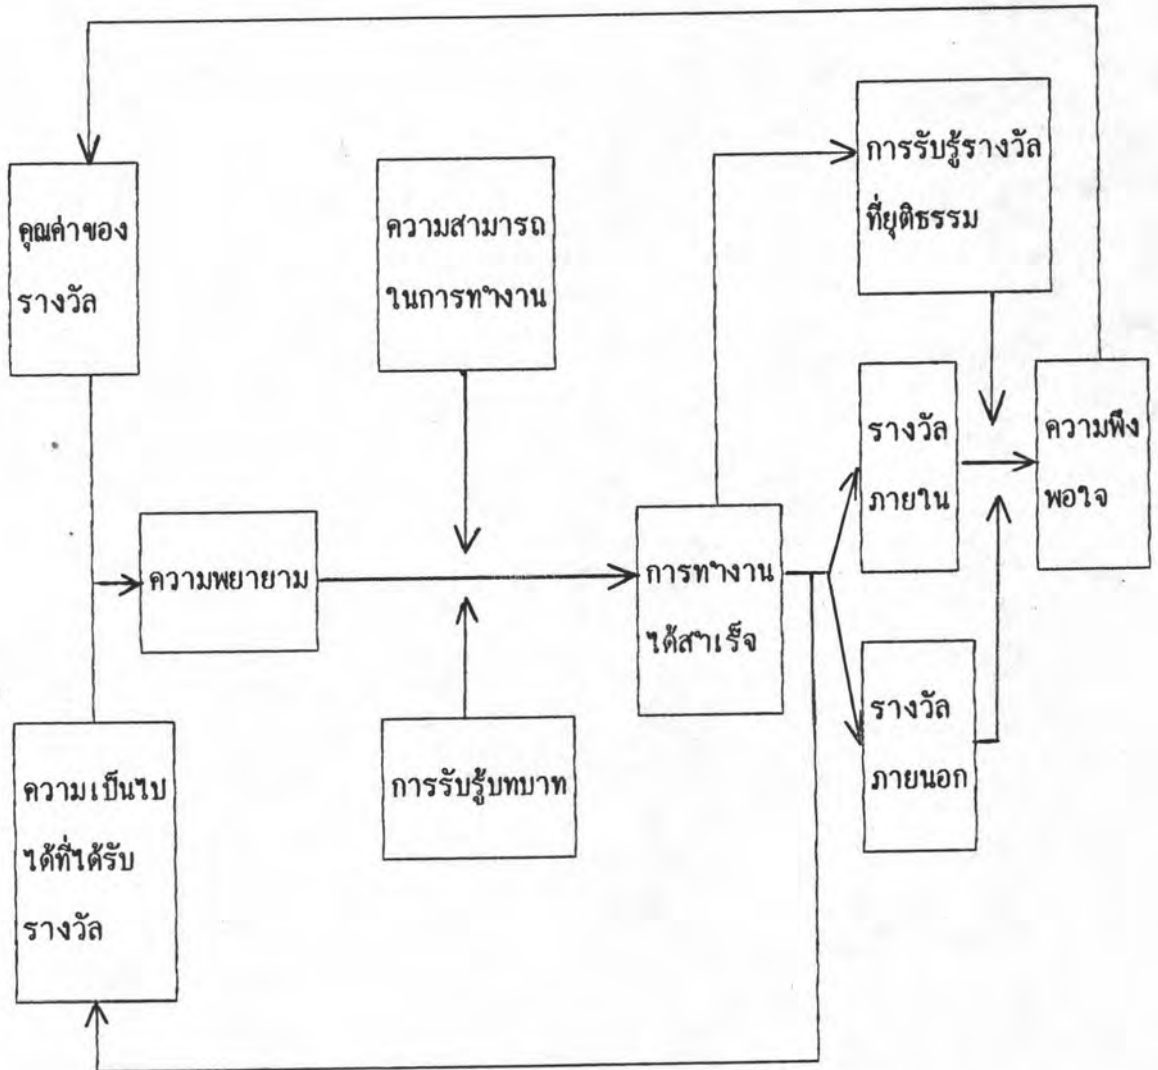 การรับรู้รางวัล
ที่ยุติธรรม
คุณค่าของ
รางวัล
ความสามารถ
ในการทำงาน
รางวัล
ภายใน
ความพึง
พอใจ
ความพยายาม
การทำงาน
ได้สำเร็จ
รางวัล
ภายนอก
การรับรู้บทบาท
ความเป็นไป
ได้ที่ได้รับ
รางวัล